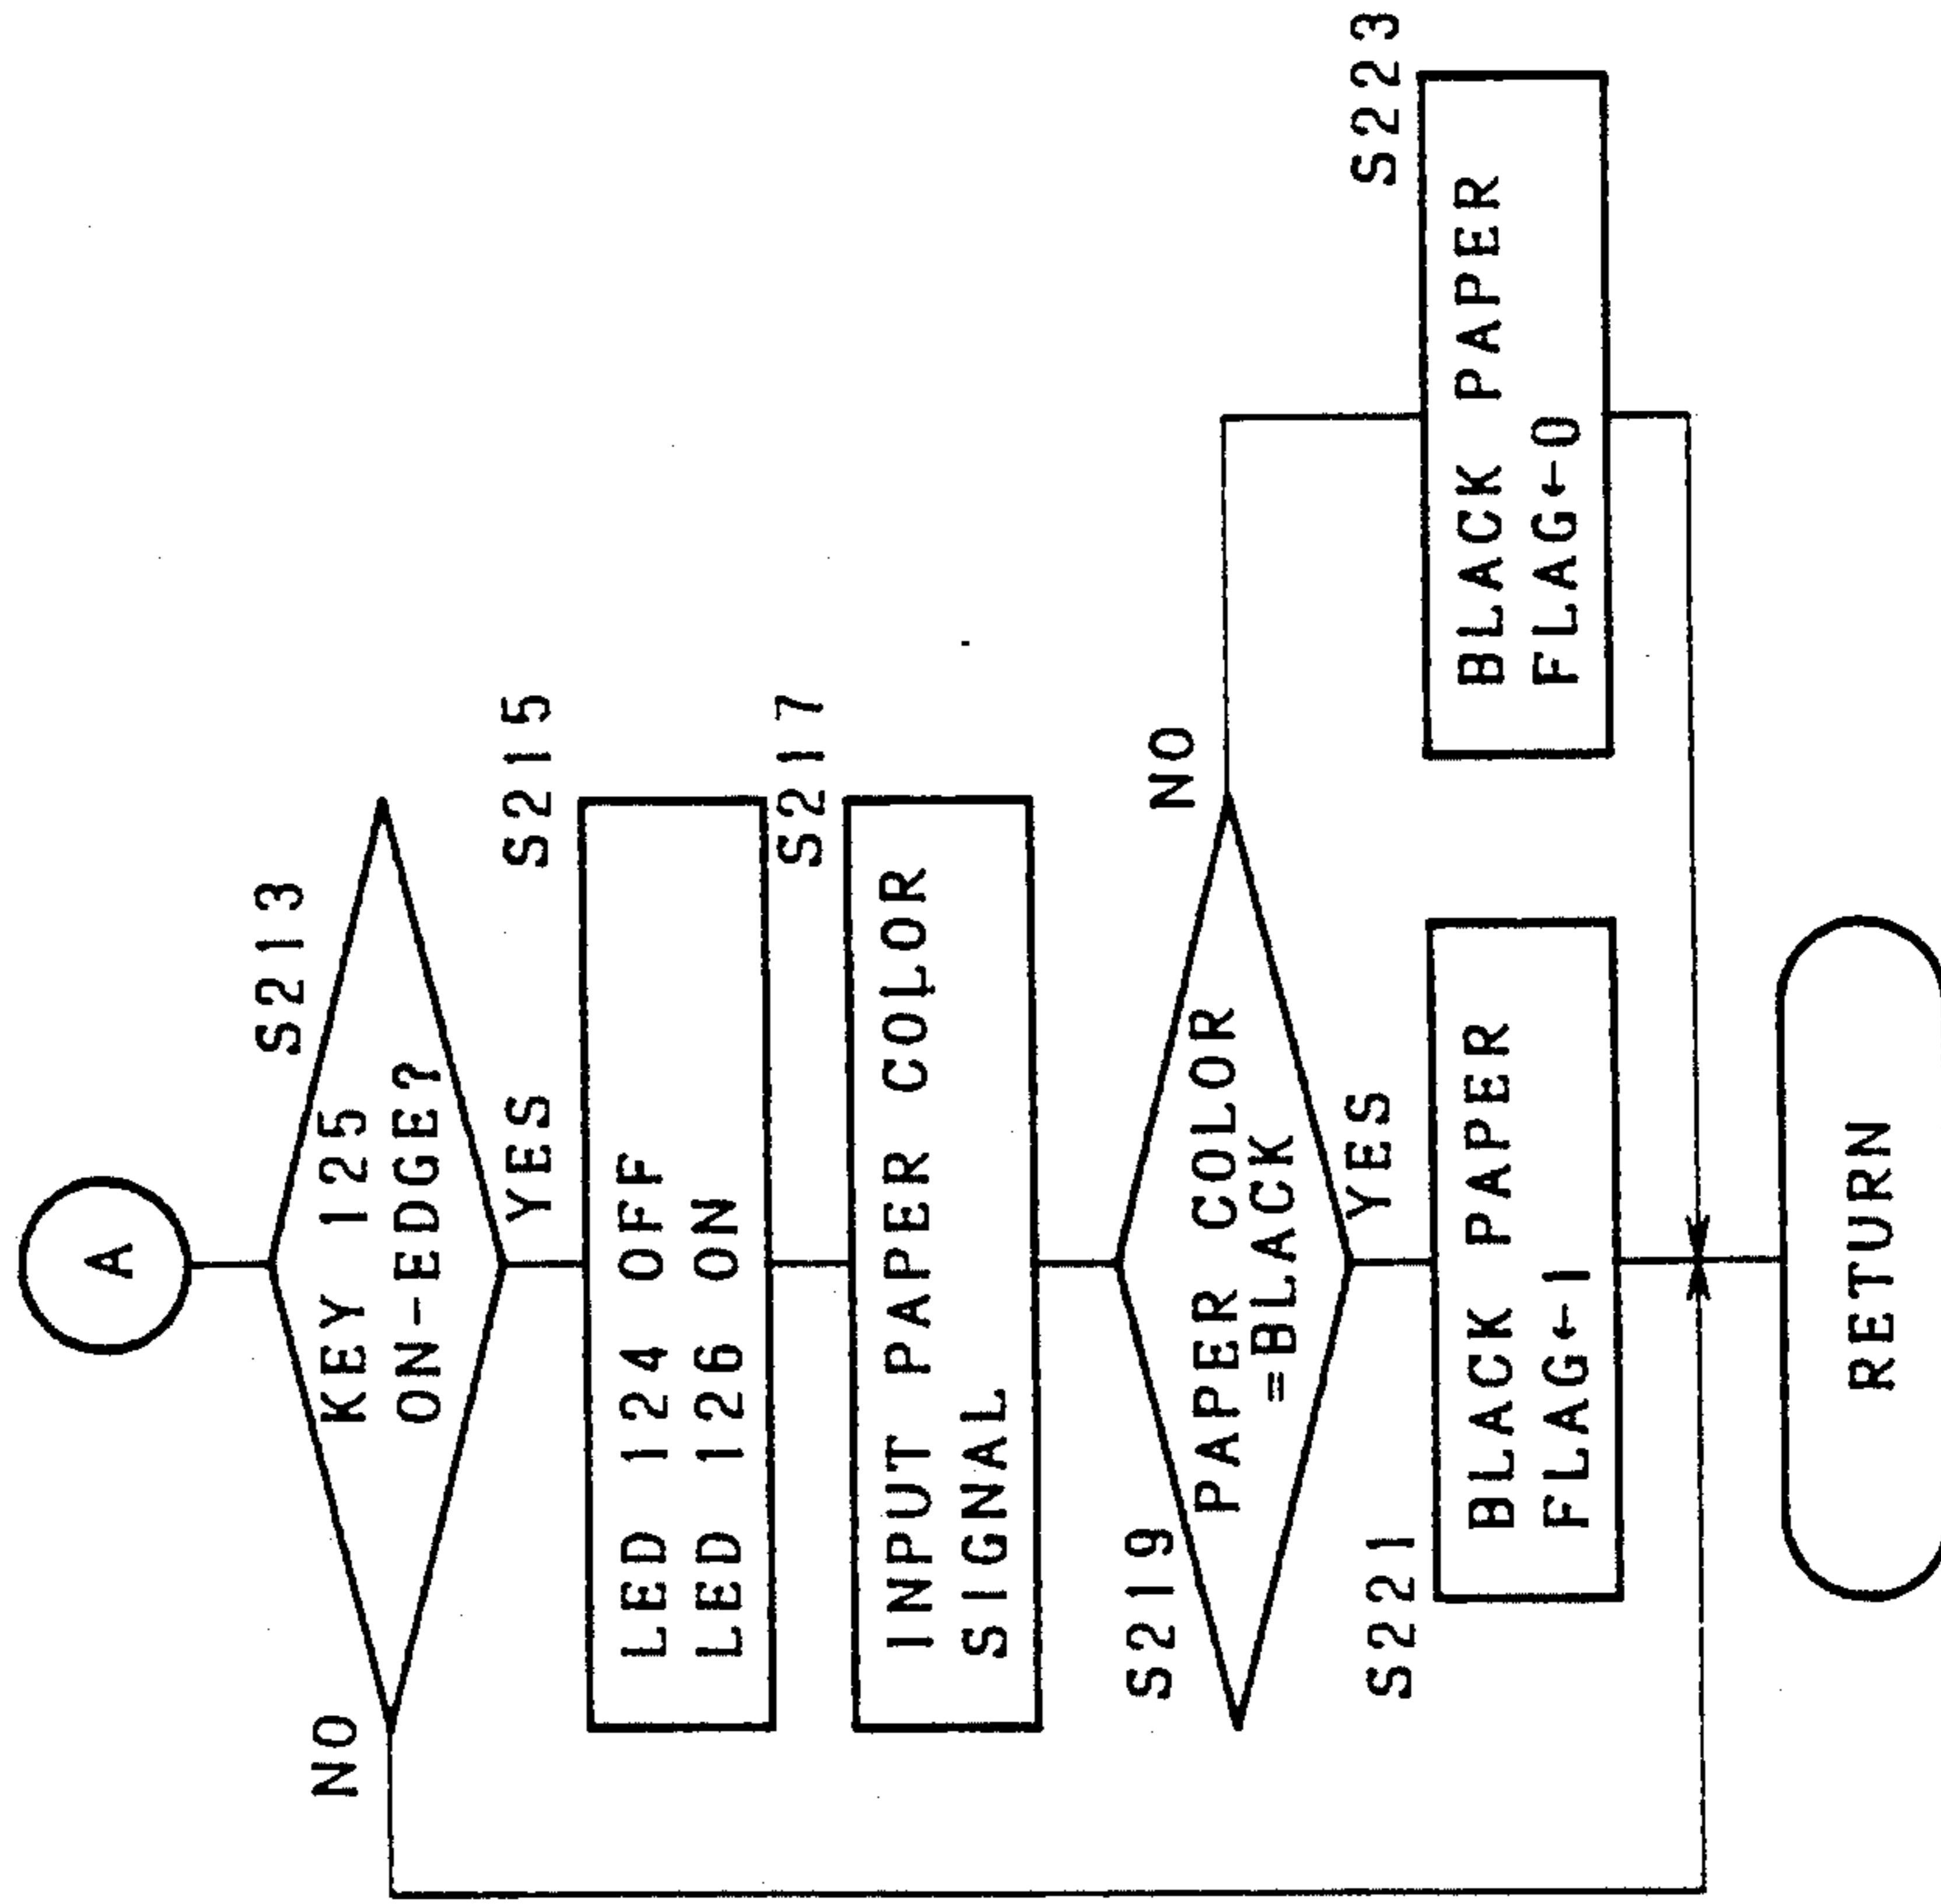 A
S213
KEY 125
ON-EDGE?
NO
YES
S215
LED 124 OFF
LED 126 ON
S217
INPUT PAPER COLOR
SIGNAL
S219
PAPER COLOR
=BLACK
NO
YES
S221
BLACK PAPER
FLAG←1
S223
BLACK PAPER
FLAG←0
RETURN